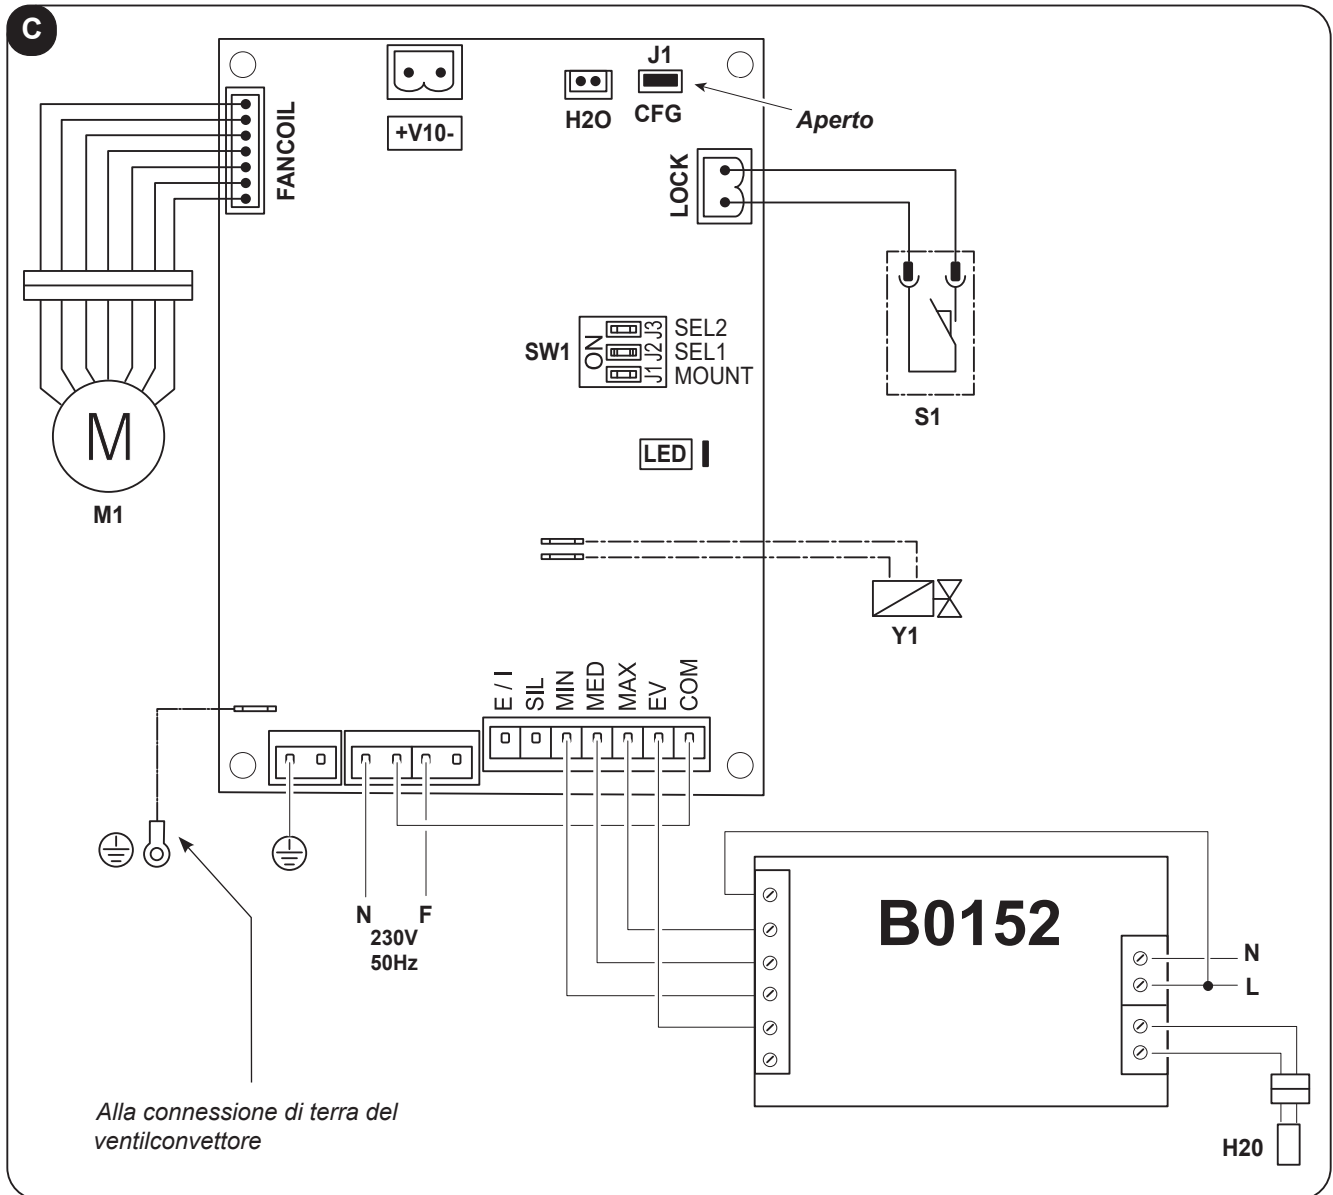 C
J1
H2O
CFG
Aperto
+V10-
FANCOIL
LOCK
SW1
ON
J3 SEL2
J2 SEL1
J1 MOUNT
S1
LED
M
M1
Y1
E / I
SIL
MIN
MED
MAX
EV
COM
N F
230V
50Hz
B0152
N
L
Alla connessione di terra del
ventilconvettore
H20